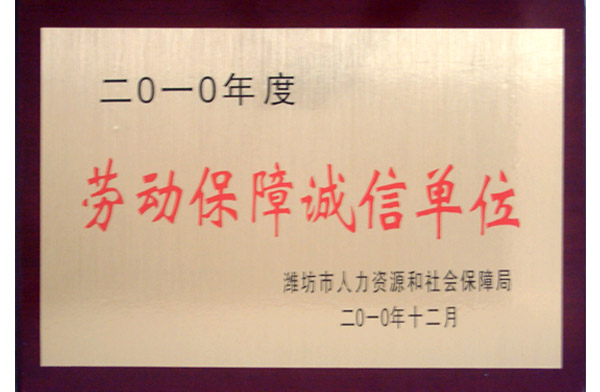 二0一0年度
劳动保障诚信单位
潍坊市人力资源和社会保障局
二0一0年十二月